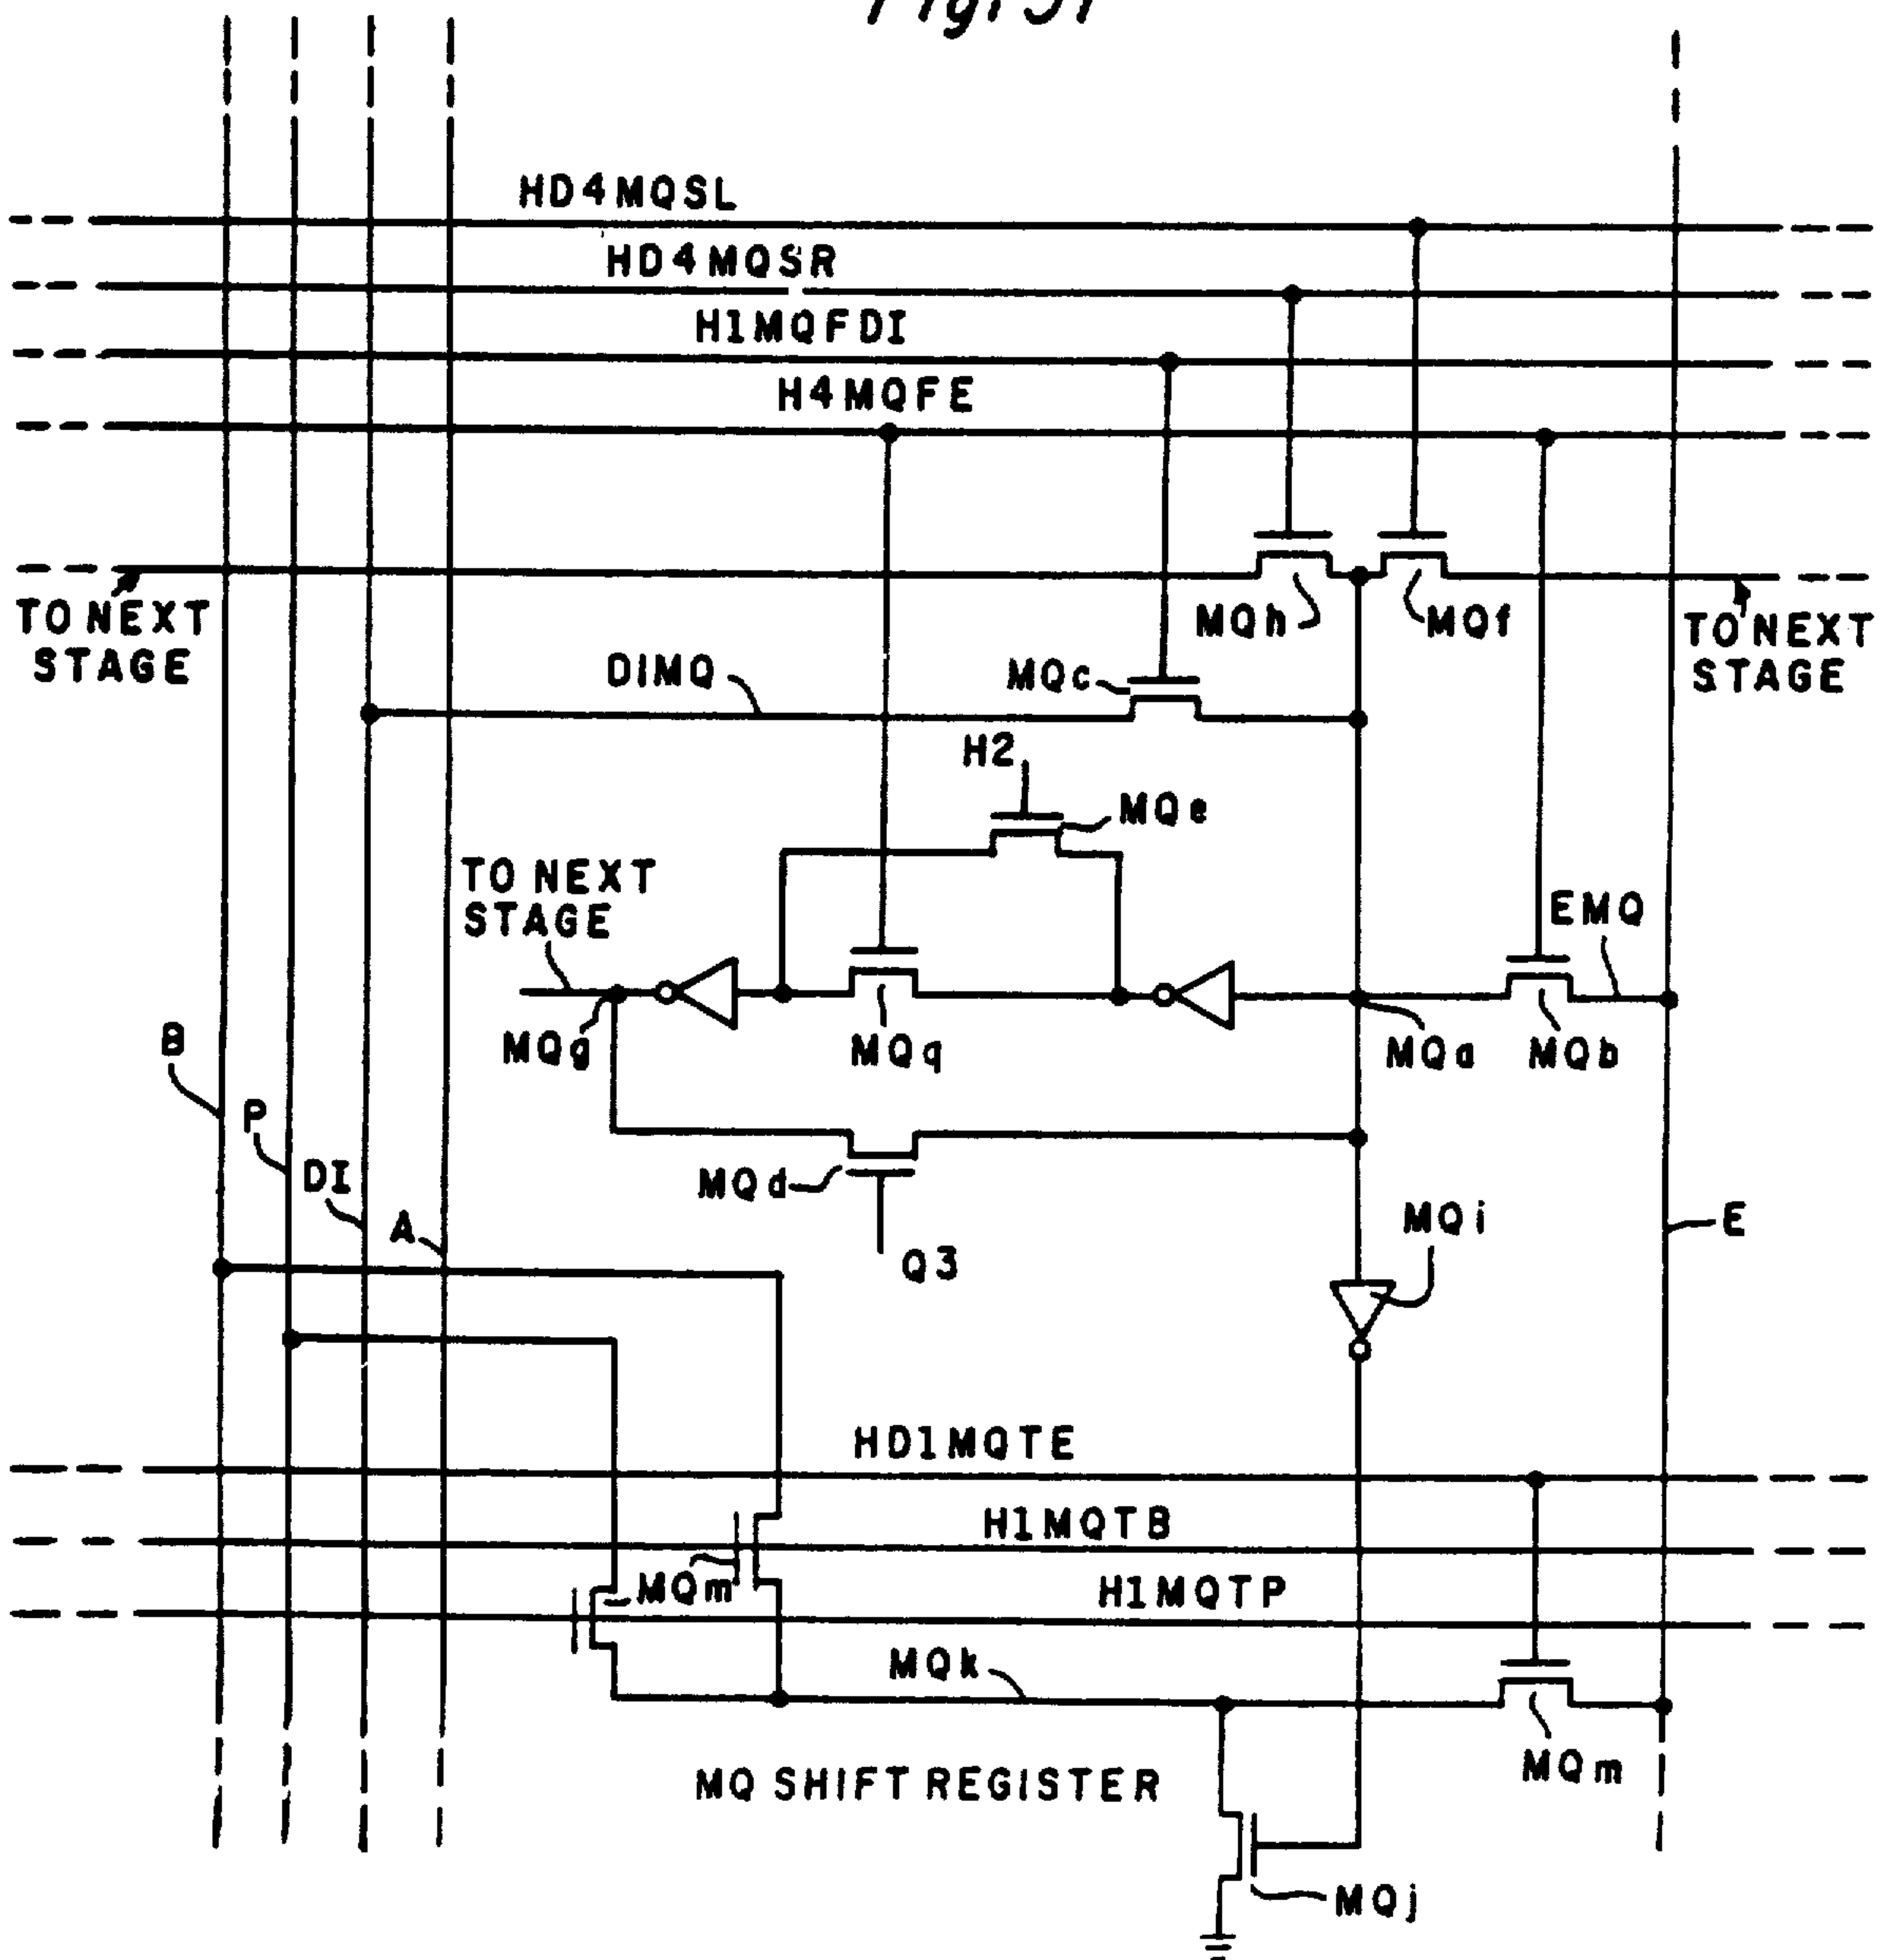 Fig.
HD4MQSL
HD4MQSR
H1MQFDI
H4MQFE
TO NEXT
STAGE
MQh
MQf
TO NEXT
STAGE
DIMQ
MQc
H2
MQe
TO NEXT
STAGE
EMQ
MQg
MQq
MQa
MQb
B
P
DI
A
MQd
Q3
MQi
E
HD1MQTE
H1MQTB
MQm
H1MQTP
MQk
MQm
MQ SHIFT REGISTER
MQj